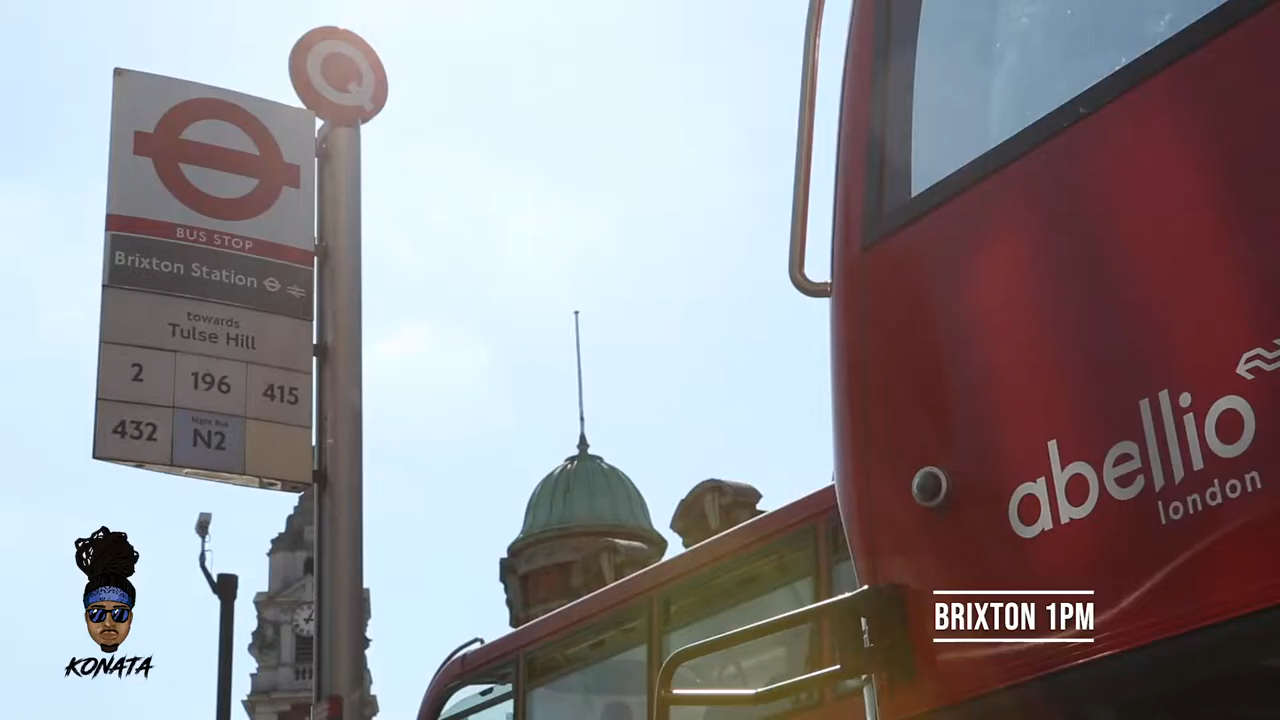 Q
BUS STOP
Brixton Station
towards
Tulse Hill
2 196 415
432 Night Bus N2
abellio
london
BRIXTON 1PM
KONATA